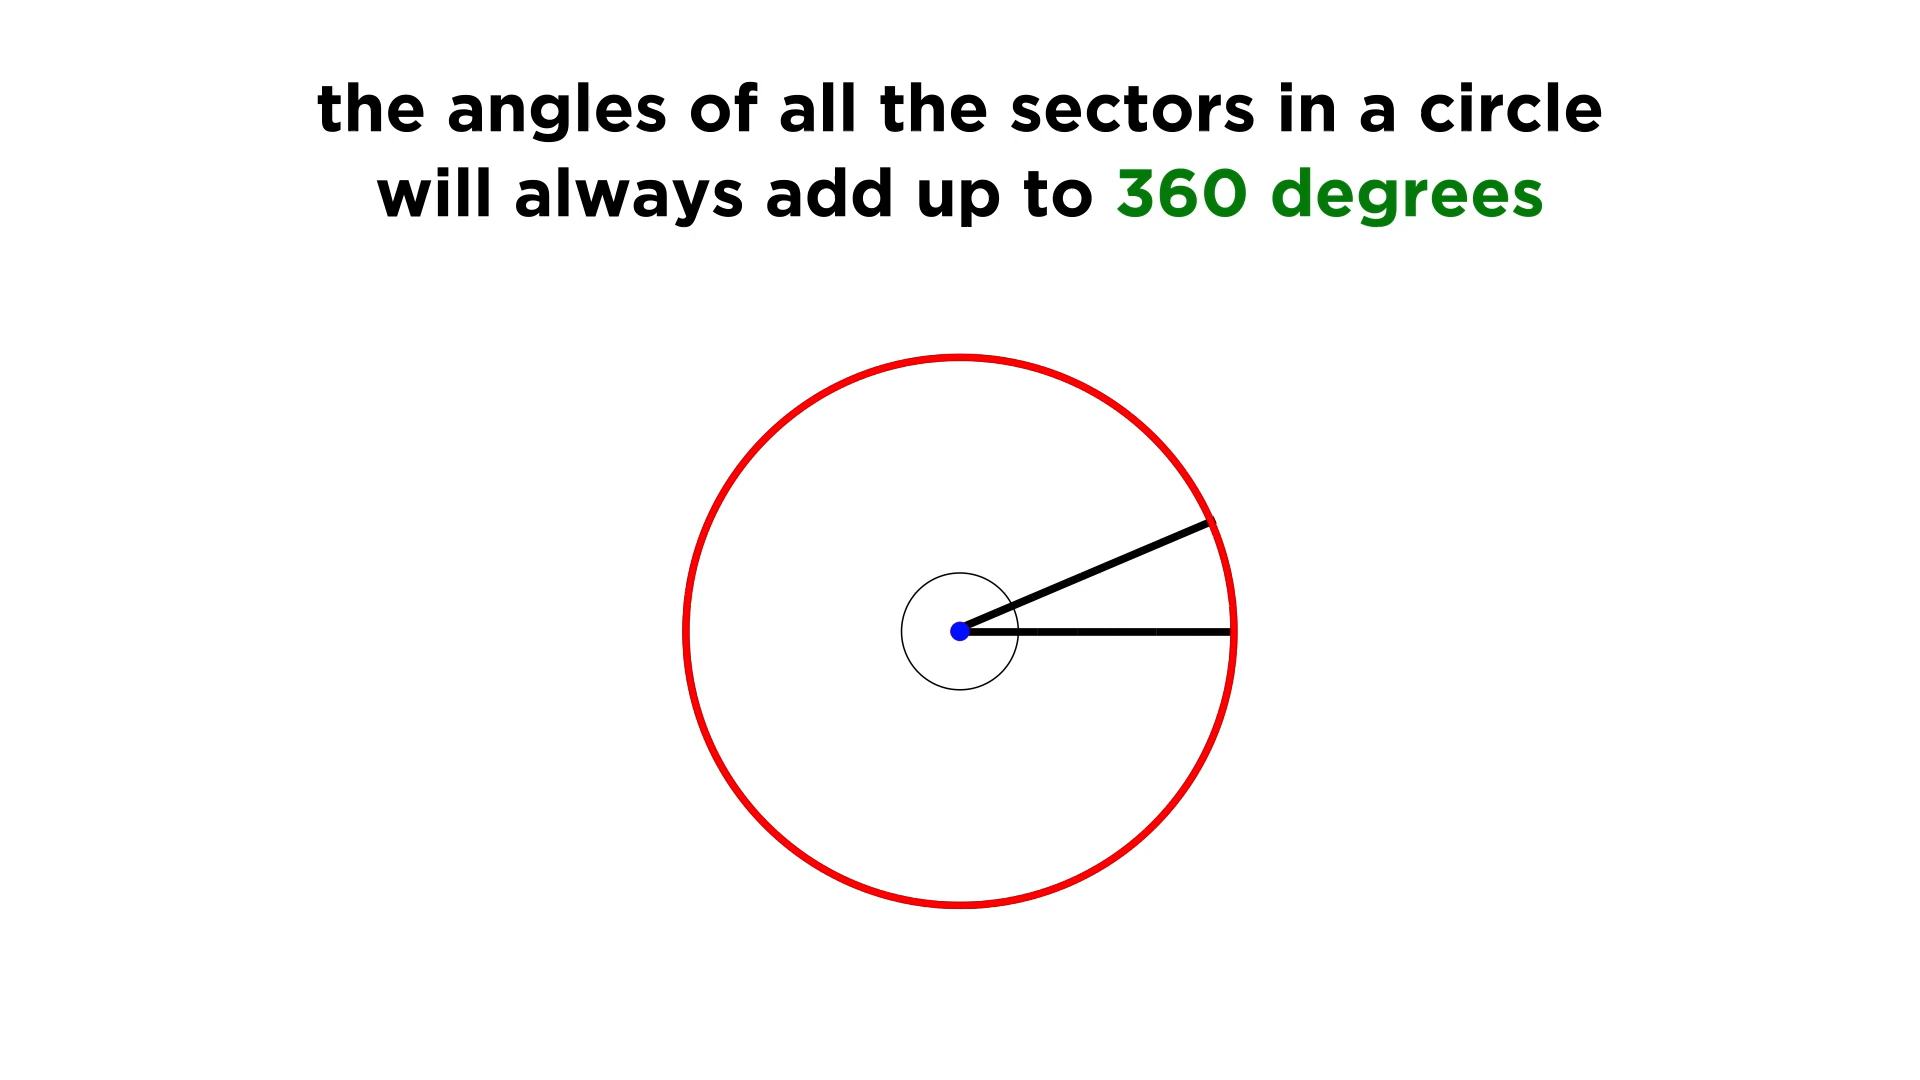 the angles of all the sectors in a circle
will always add up to 360 degrees